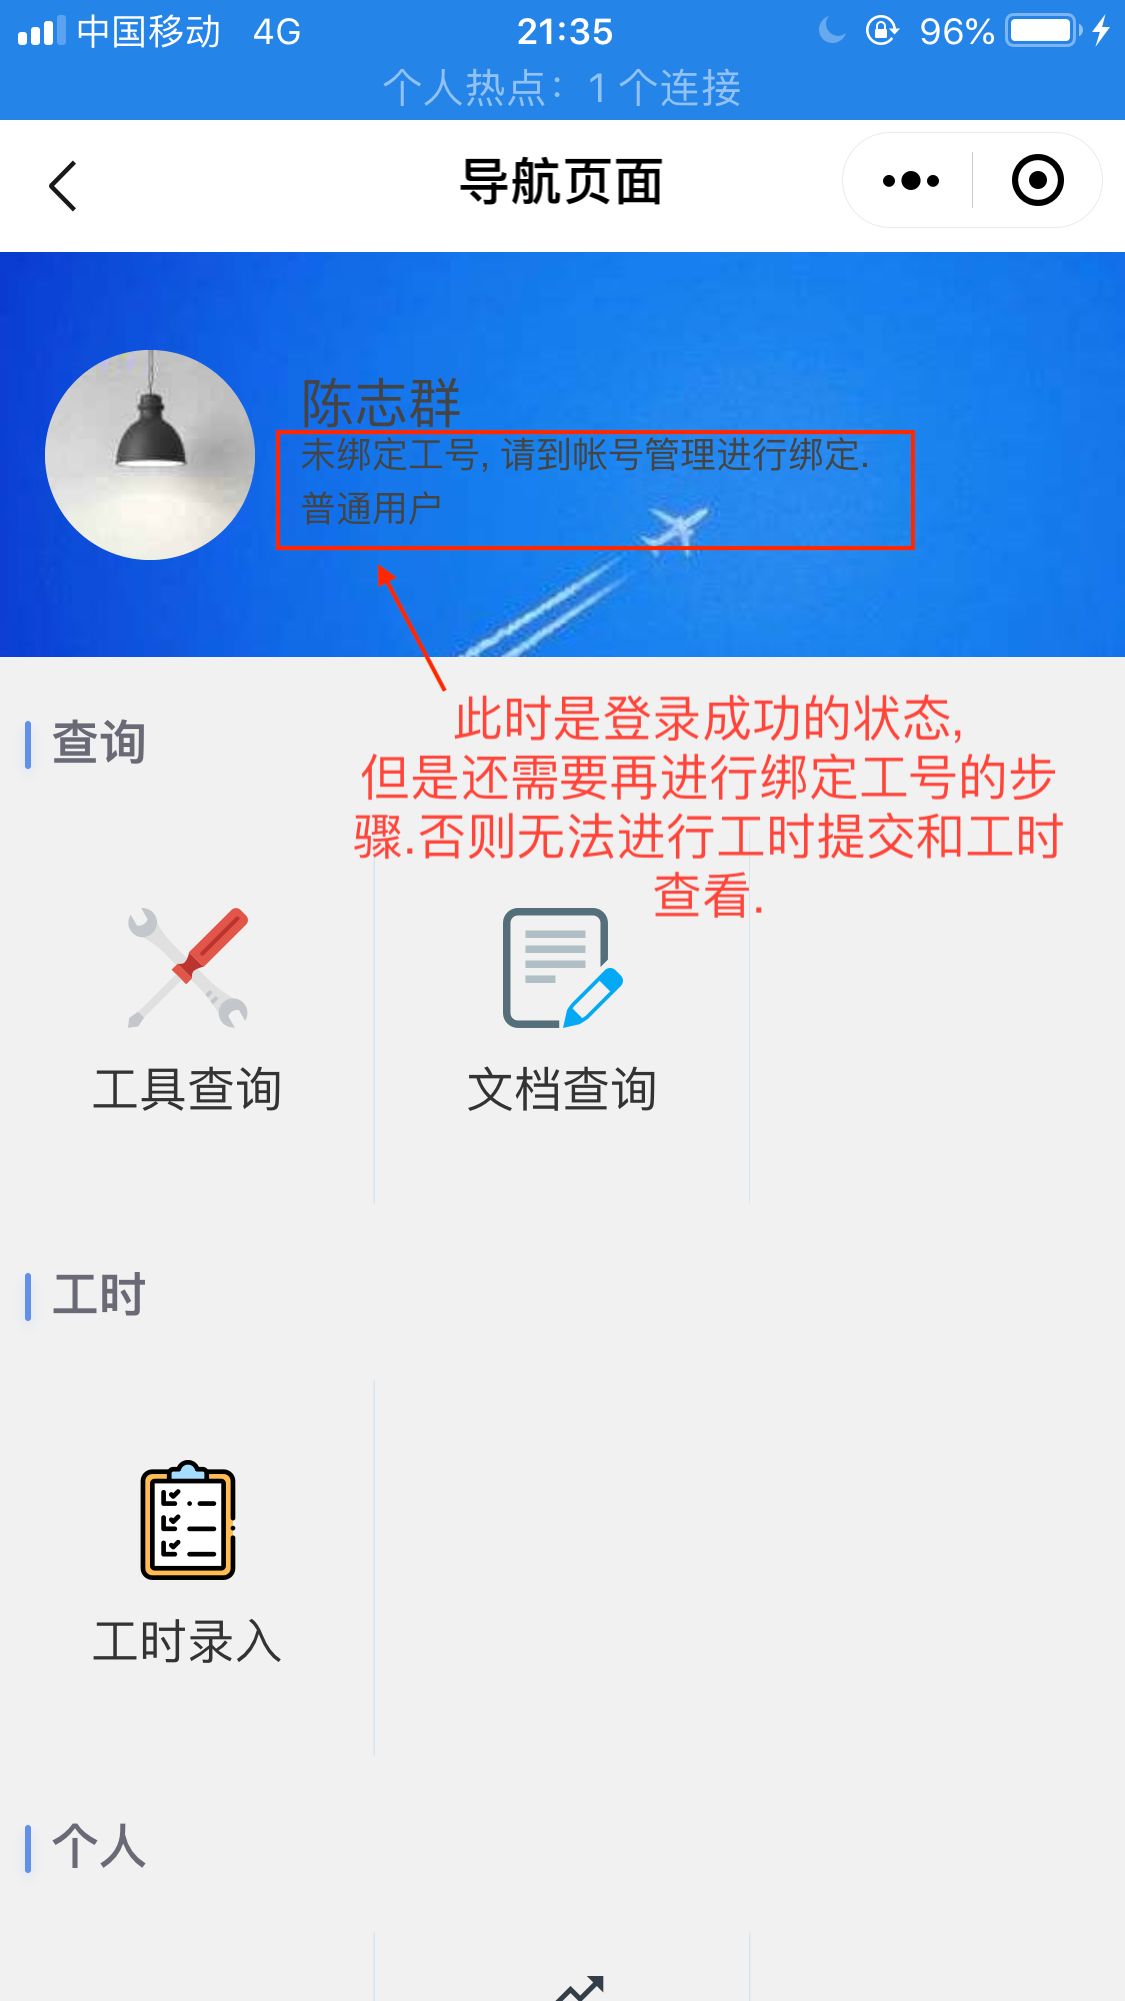 中国移动 4G 21:35 96%
个人热点：1 个连接
导航页面
陈志群
未绑定工号, 请到帐号管理进行绑定.
普通用户
此时是登录成功的状态,
但是还需要再进行绑定工号的步
骤.否则无法进行工时提交和工时
查看.
查询
工具查询 文档查询
工时
工时录入
个人